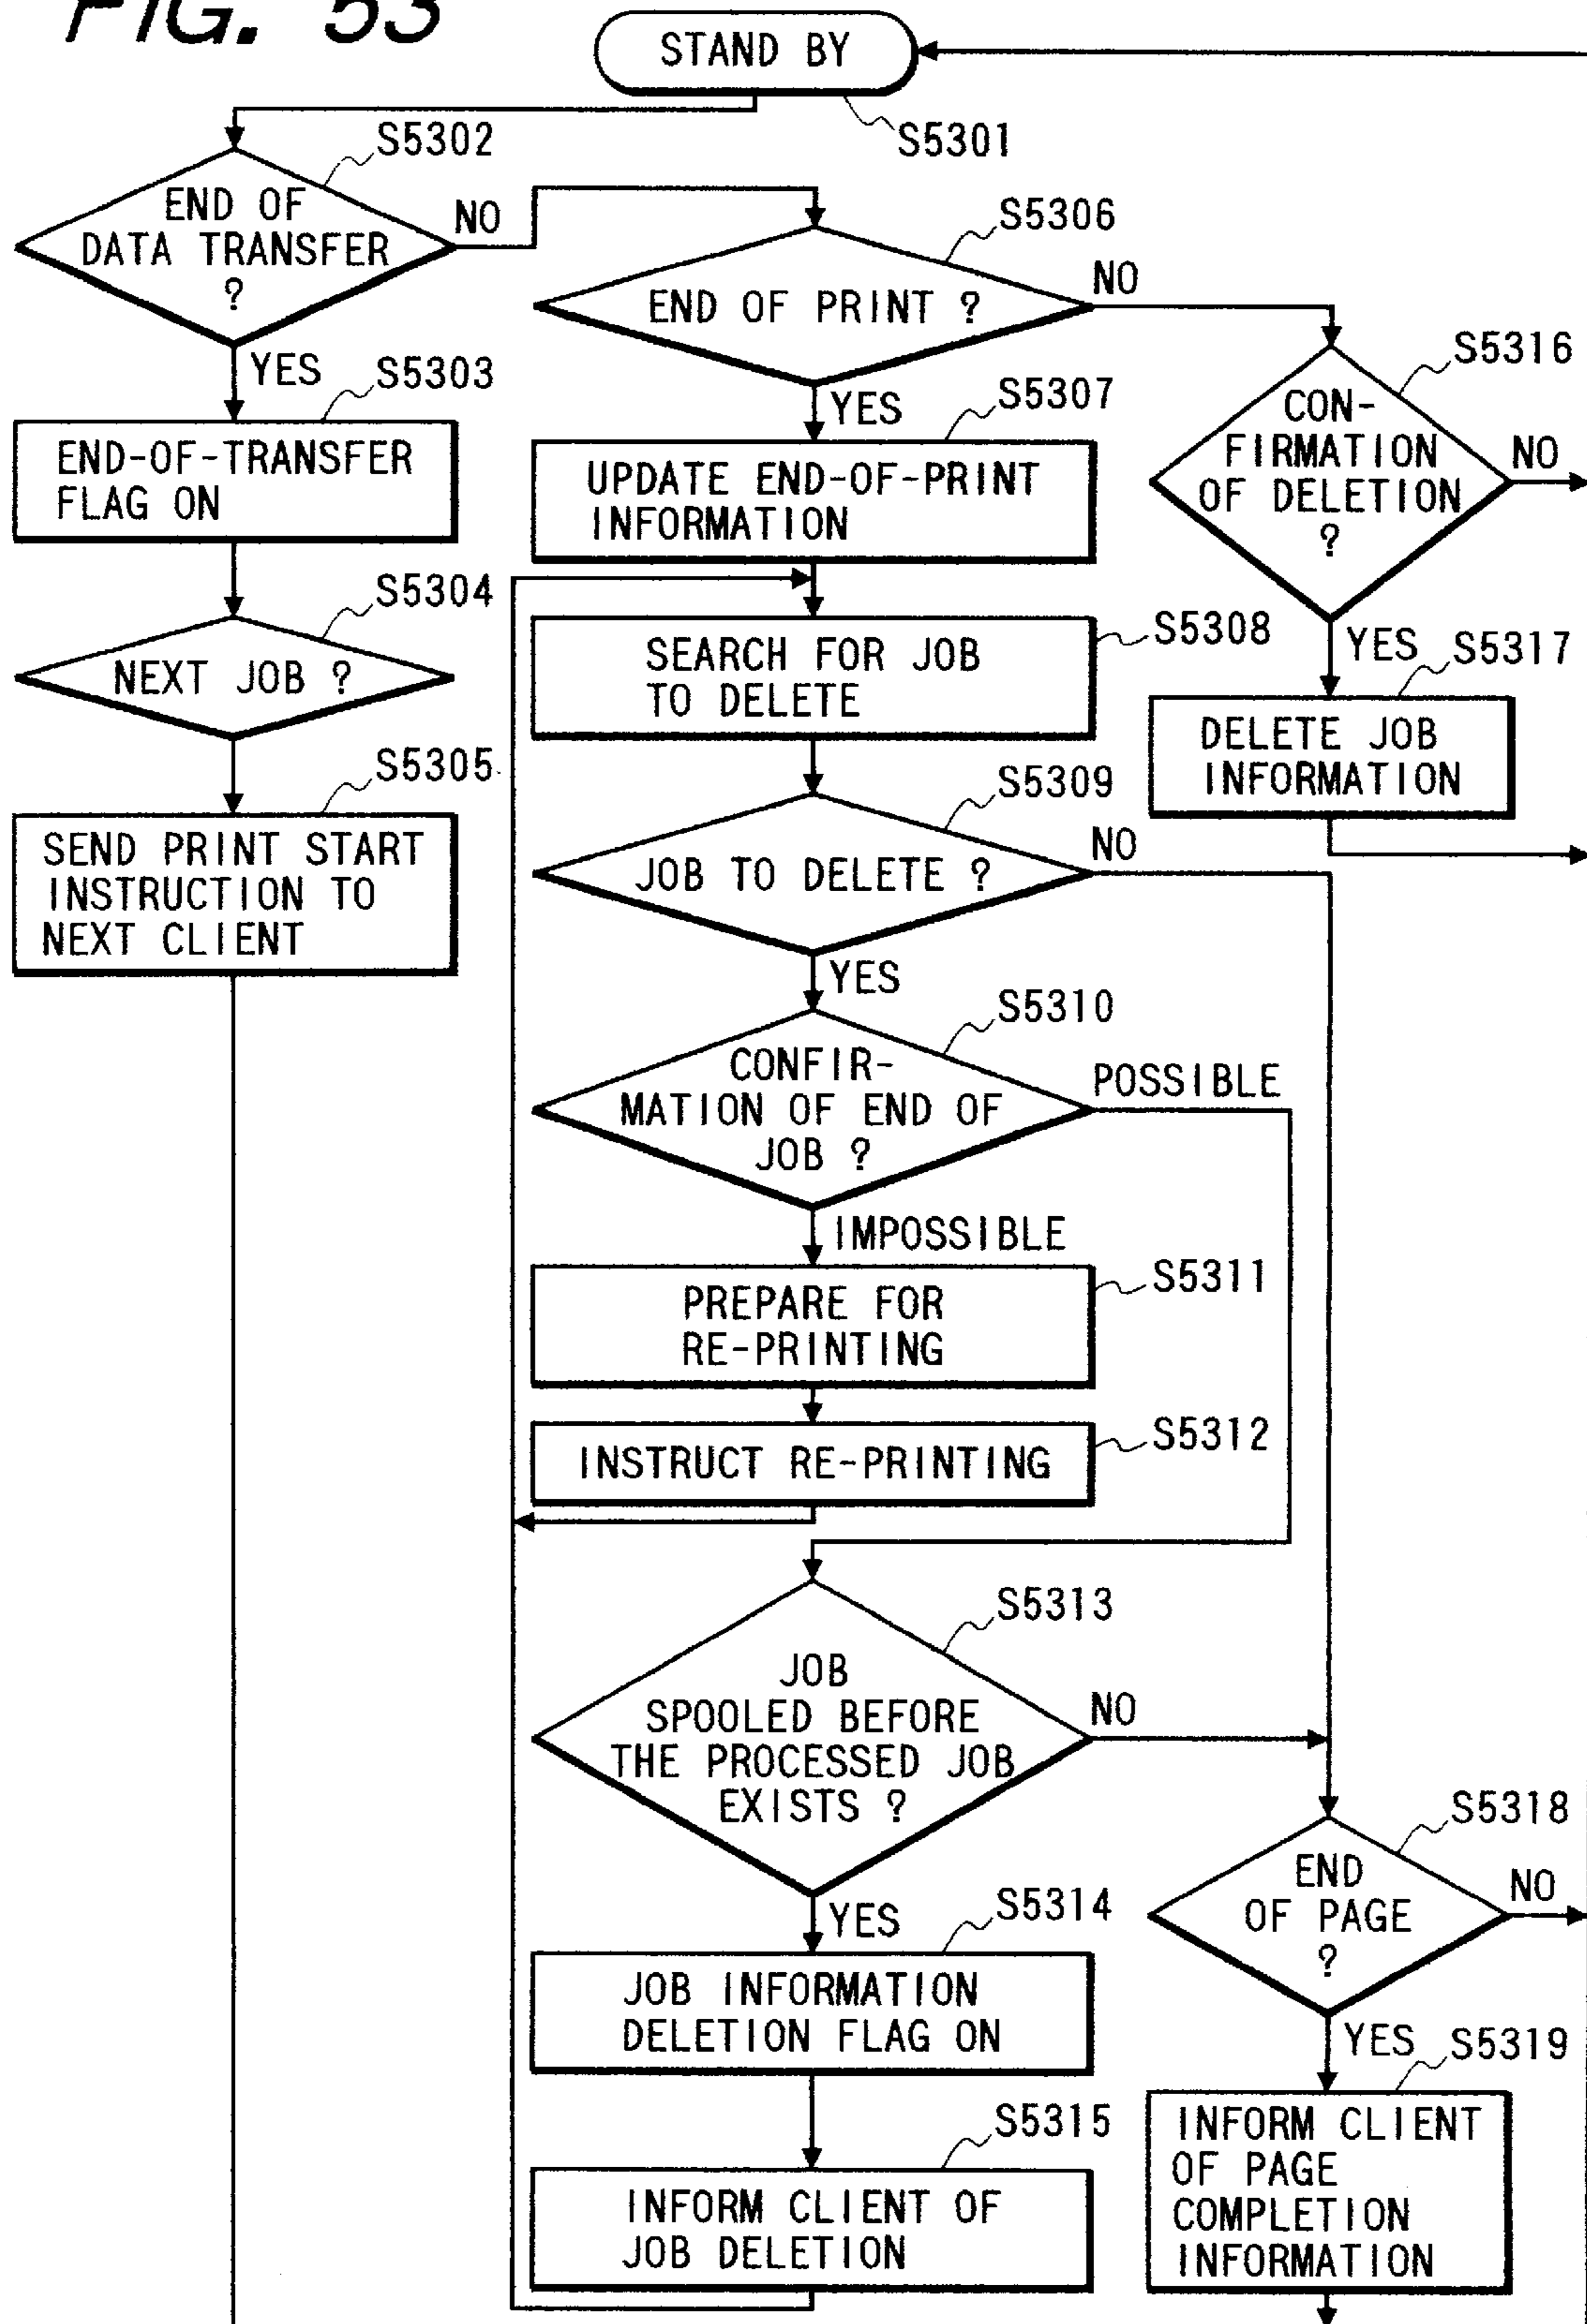 FIG. 53
STAND BY
S5301
S5302
END OF
DATA TRANSFER
?
NO
YES
S5303
END-OF-TRANSFER
FLAG ON
S5304
NEXT JOB ?
S5305
SEND PRINT START
INSTRUCTION TO
NEXT CLIENT
S5306
END OF PRINT ?
NO
YES
S5307
UPDATE END-OF-PRINT
INFORMATION
S5308
SEARCH FOR JOB
TO DELETE
S5309
JOB TO DELETE ?
NO
YES
S5310
CONFIR-
MATION OF END OF
JOB ?
POSSIBLE
IMPOSSIBLE
S5311
PREPARE FOR
RE-PRINTING
S5312
INSTRUCT RE-PRINTING
S5313
JOB
SPOOLED BEFORE
THE PROCESSED JOB
EXISTS ?
NO
YES
S5314
JOB INFORMATION
DELETION FLAG ON
S5315
INFORM CLIENT OF
JOB DELETION
S5316
CON-
FIRMATION
OF DELETION
?
NO
YES
S5317
DELETE JOB
INFORMATION
S5318
END
OF PAGE
?
NO
YES
S5319
INFORM CLIENT
OF PAGE
COMPLETION
INFORMATION